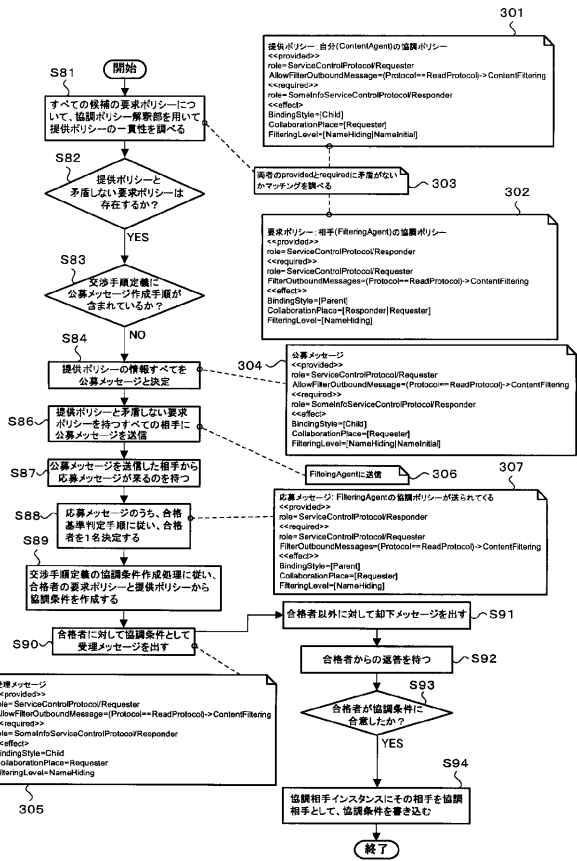 301
提供ポリシー：自分(ContentAgent)の協調ポリシー
<<provided>>
role=ServiceControlProtocol/Requester
AllowFilterOutboundMessage=(Protocol==ReadProtocol)->ContentFiltering
<<required>>
role=SomeInfoServiceControlProtocol/Responder
<<effect>
BindingStyle=[Child]
CollaborationPlace=[Requester]
FilteringLevel=[NameHiding|NameInitial]
開始
S81
すべての候補の要求ポリシーにつ
いて、協調ポリシー解釈部を用いて
提供ポリシーの一貫性を調べる
S82
提供ポリシーと
矛盾しない要求ポリシーは
存在するか？
YES
両者のprovidedとrequiredに矛盾がない
かマッチングを調べる
303
302
要求ポリシー：相手(FilteringAgent)の協調ポリシー
<<provided>>
role=ServiceControlProtocol/Responder
<<required>>
role=ServiceControlProtocol/Requester
FilterOutboundMessages=(Protocol==ReadProtocol)->ContentFiltering
<<effect>>
BindingStyle=[Parent]
CollaborationPlace=[Responder|Requester]
FilteringLevel=[NameHiding]
S83
交渉手順定義に
公募メッセージ作成手順が
含まれているか？
NO
S84
提供ポリシーの情報すべてを
公募メッセージと決定
304
公募メッセージ
<<provided>>
role=ServiceControlProtocol/Requester
AllowFilterOutboundMessage=(Protocol==ReadProtocol)->ContentFiltering
<<required>>
role=SomeInfoServiceControlProtocol/Responder
<<effect>
BindingStyle=[Child]
CollaborationPlace=[Requester]
FilteringLevel=[NameHiding|NameInitial]
S86
提供ポリシーと矛盾しない要求
ポリシーを持つすべての相手に
公募メッセージを送信
FilteingAgentに送信
306
S87
公募メッセージを送信した相手から
応募メッセージが来るのを待つ
307
応募メッセージ：FilteringAgentの協調ポリシーが送られてくる
<<provided>>
role=ServiceControlProtocol/Responder
<<required>>
role=ServiceControlProtocol/Requester
FilterOutboundMessages=(Protocol==ReadProtocol)->ContentFiltering
<<effect>>
BindingStyle=[Parent]
CollaborationPlace=[Requester]
FilteringLevel=[NameHiding]
S88
応募メッセージのうち、合格
基準判定手順に従い、合格
者を1名決定する
S89
交渉手順定義の協調条件作成処理に従い、
合格者の要求ポリシーと提供ポリシーから
協調条件を作成する
S90
合格者に対して協調条件として
受理メッセージを出す
S91
合格者以外に対して却下メッセージを出す
S92
合格者からの返答を待つ
S93
合格者が協調条件に
合意したか？
YES
S94
協調相手インスタンスにその相手を協調
相手として、協調条件を書き込む
終了
受理メッセージ
<provided>>
ole=ServiceControlProtocol/Requester
AllowFilterOutboundMessage=(Protocol==ReadProtocol)->ContentFiltering
<required>>
ole=SomeInfoServiceControlProtocol/Responder
<effect>
BindingStyle=Child
CollaborationPlace=Requester
FilteringLevel=NameHiding
305